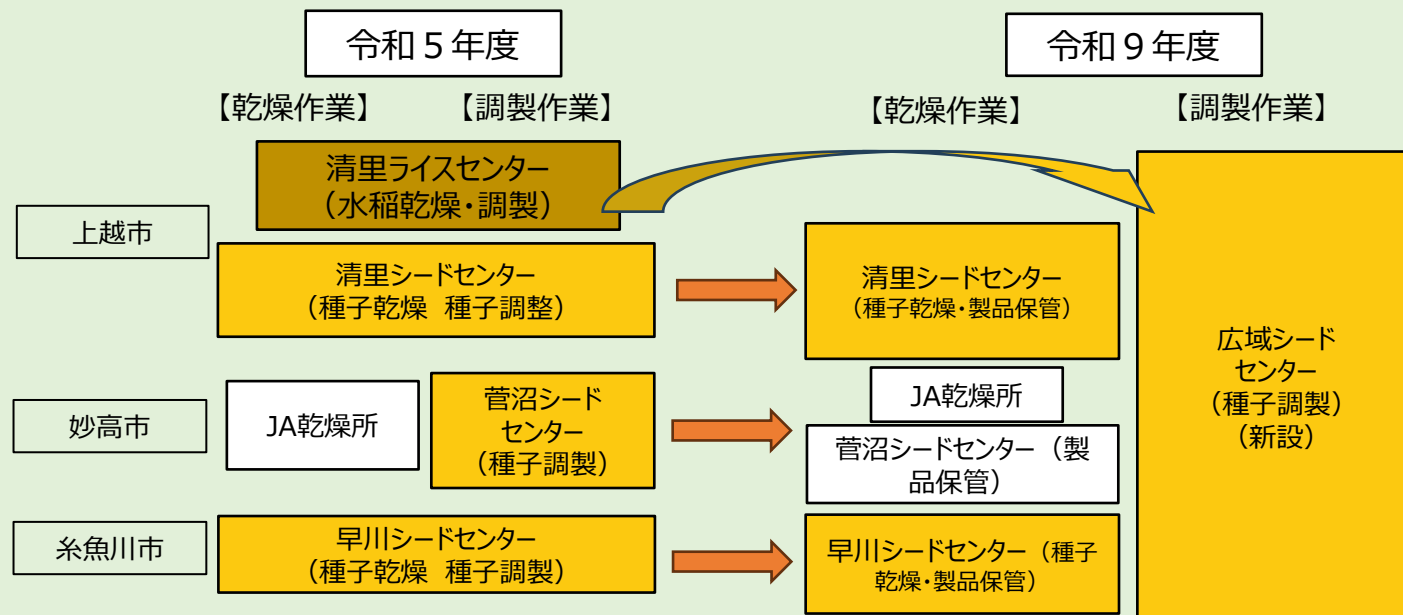 令和５年度
令和９年度
【乾燥作業】
【調製作業】
【乾燥作業】
【調製作業】
上越市
清里ライスセンター
（水稲乾燥・調製）
清里シードセンター
（種子乾燥 種子調整）
清里シードセンター
（種子乾燥・製品保管）
広域シード
センター
（種子調製）
（新設）
妙高市
JA乾燥所
菅沼シード
センター
（種子調製）
JA乾燥所
菅沼シードセンター（製
品保管）
糸魚川市
早川シードセンター
（種子乾燥 種子調製）
早川シードセンター（種子
乾燥・製品保管）